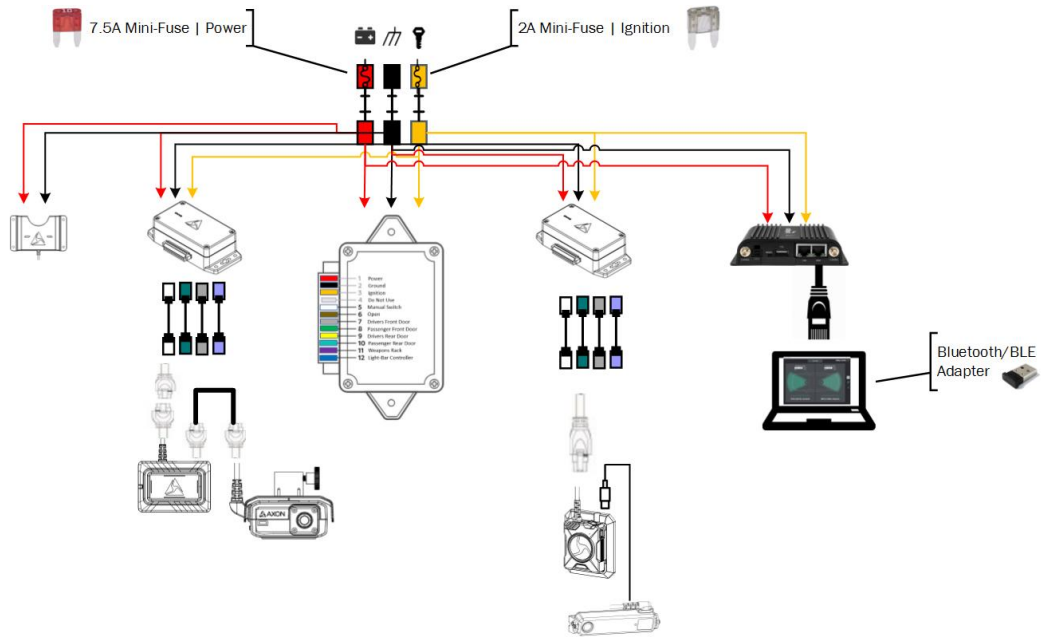 7.5A Mini-Fuse | Power
2A Mini-Fuse | Ignition
1 Power
2 Ground
3 Ignition
4 Do Not Use
5 Manual Switch
6 Open
7 Drivers Front Door
8 Passenger Front Door
9 Drivers Rear Door
10 Passenger Rear Door
11 Weapons Rack
12 Light-Bar Controller
Bluetooth/BLE
Adapter
AXON